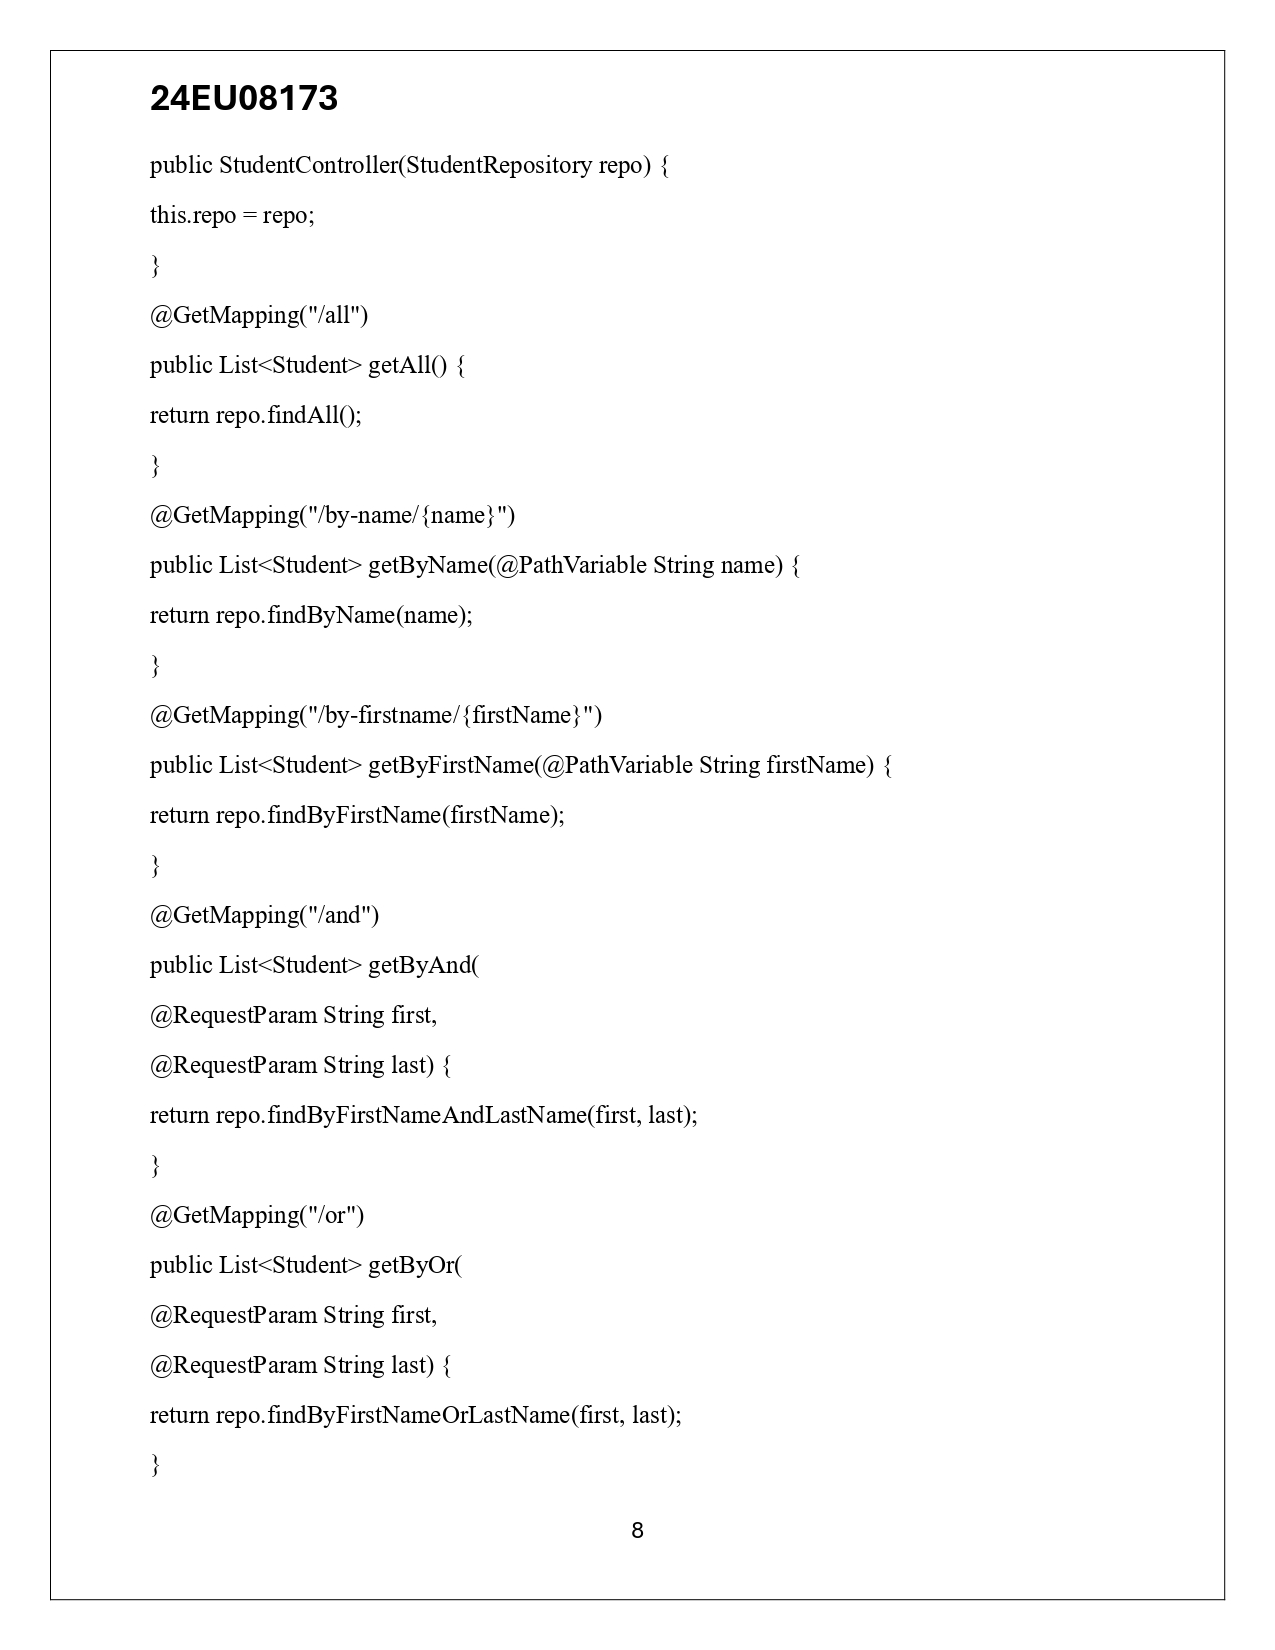 24EU08173
public StudentController(StudentRepository repo) {
this.repo = repo;
}
@GetMapping("/all")
public List<Student> getAll() {
return repo.findAll();
}
@GetMapping("/by-name/{name}")
public List<Student> getByName(@PathVariable String name) {
return repo.findByName(name);
}
@GetMapping("/by-firstname/{firstName}")
public List<Student> getByFirstName(@PathVariable String firstName) {
return repo.findByFirstName(firstName);
}
@GetMapping("/and")
public List<Student> getByAnd(
@RequestParam String first,
@RequestParam String last) {
return repo.findByFirstNameAndLastName(first, last);
}
@GetMapping("/or")
public List<Student> getByOr(
@RequestParam String first,
@RequestParam String last) {
return repo.findByFirstNameOrLastName(first, last);
}
8